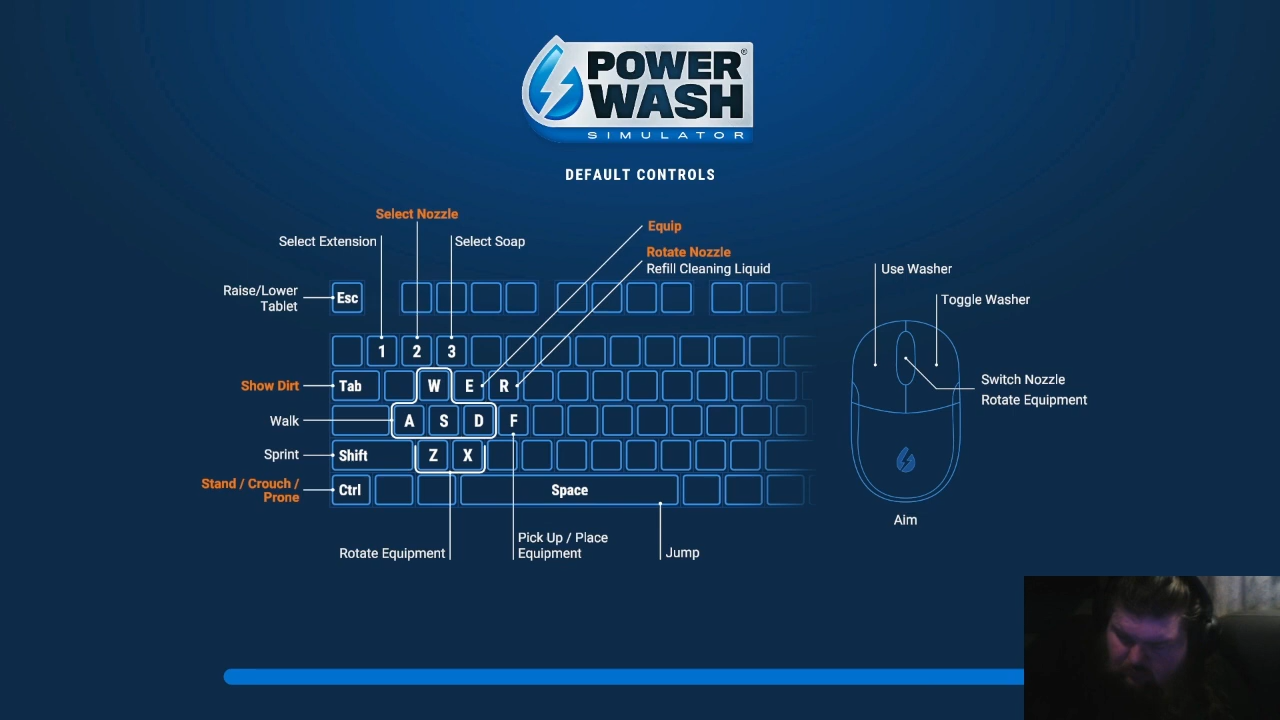 POWER®
WASH
SIMULATOR
DEFAULT CONTROLS
Select Nozzle
Select Extension
Select Soap
Equip
Rotate Nozzle
Refill Cleaning Liquid
Raise/Lower
Tablet
Esc
1 2 3
Show Dirt
Tab W E R
Walk
A S D F
Sprint
Shift Z X
Stand / Crouch /
Prone
Ctrl Space
Rotate Equipment
Pick Up / Place
Equipment
Jump
Use Washer
Toggle Washer
Switch Nozzle
Rotate Equipment
Aim